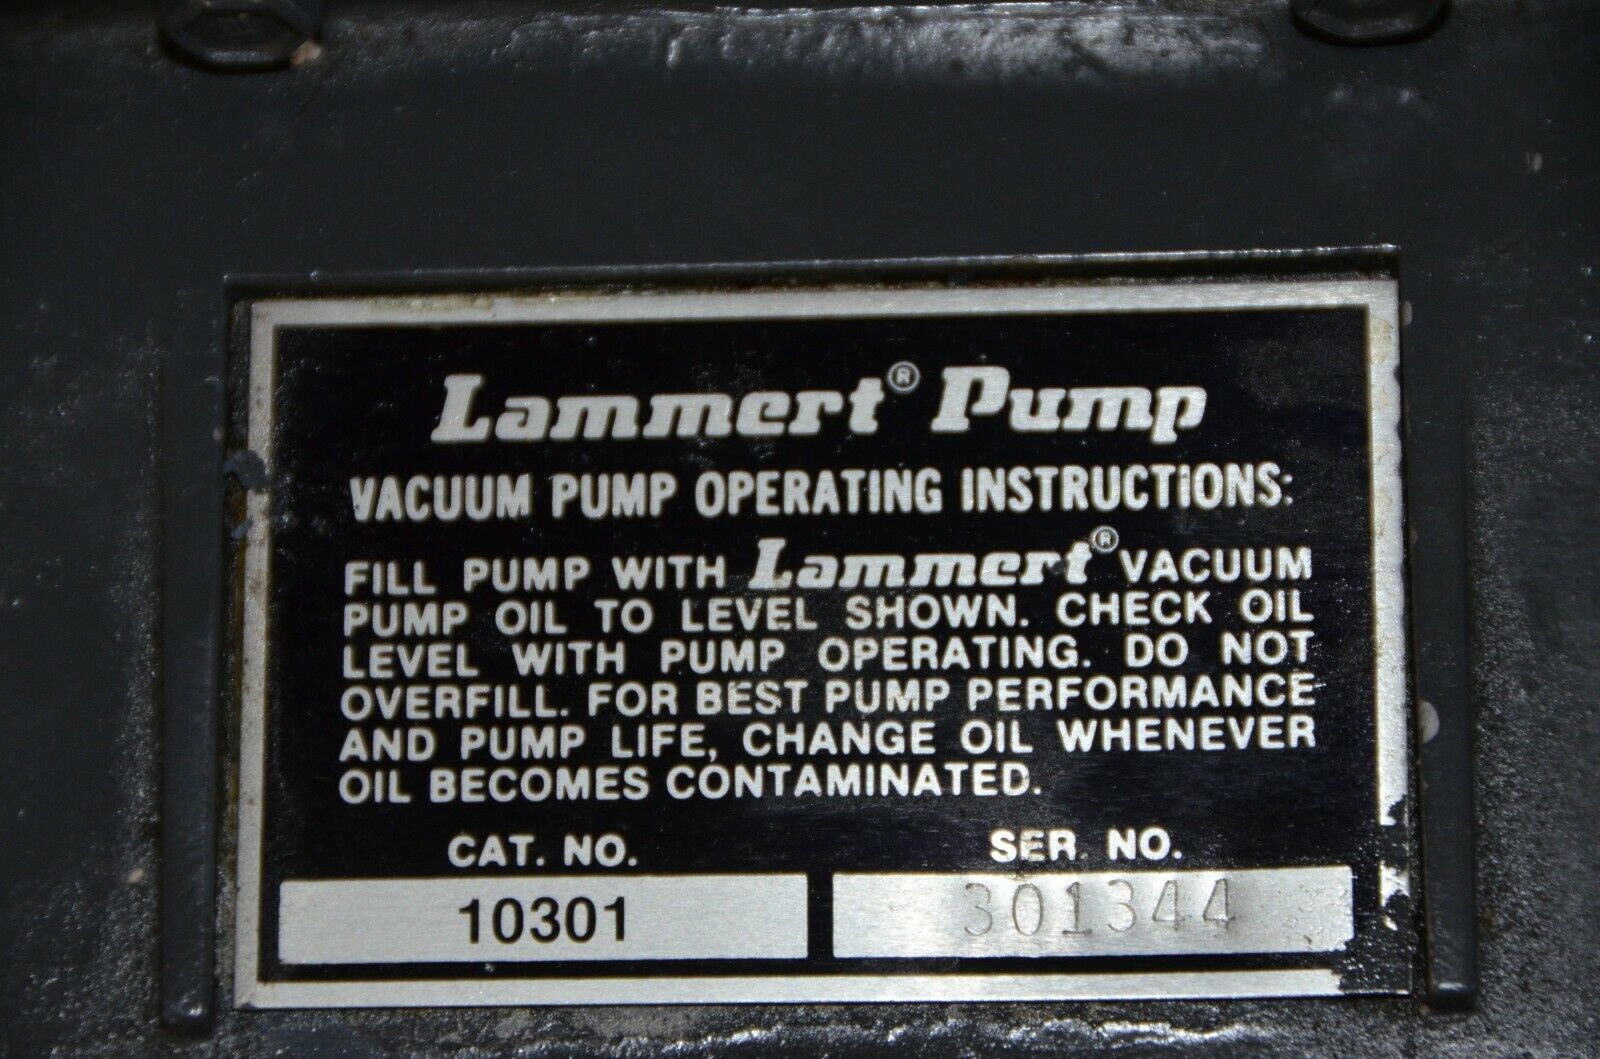 Lammert® Pump
VACUUM PUMP OPERATING INSTRUCTIONS:
FILL PUMP WITH Lammert® VACUUM
PUMP OIL TO LEVEL SHOWN. CHECK OIL
LEVEL WITH PUMP OPERATING. DO NOT
OVERFILL. FOR BEST PUMP PERFORMANCE
AND PUMP LIFE, CHANGE OIL WHENEVER
OIL BECOMES CONTAMINATED.
CAT. NO. SER. NO.
10301 301344